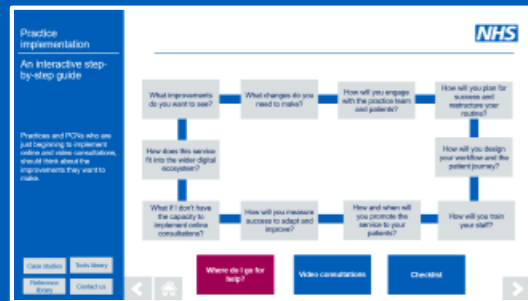 Practice
implementation
An interactive step-
by-step guide
Practices and PCNs who are
just beginning to implement
online and video consultations,
should think about the
improvements they want to
make.
Case studies
Tools library
Reference
library
Contact us
NHS
What improvements
do you want to see?
What changes do you
need to make?
How will you engage
with the practice team
and patients?
How will you plan for
success and
restructure your
routine?
How does this service
fit into the wider digital
ecosystem?
How will you design
your workflow and the
patient journey?
What if I don't have
the capacity to
implement online
consultations?
How will you measure
success to adapt and
improve?
How and when will
you promote the
service to your
patients?
How will you train
your staff?
Where do I go for
help?
Video consultations
Checklist